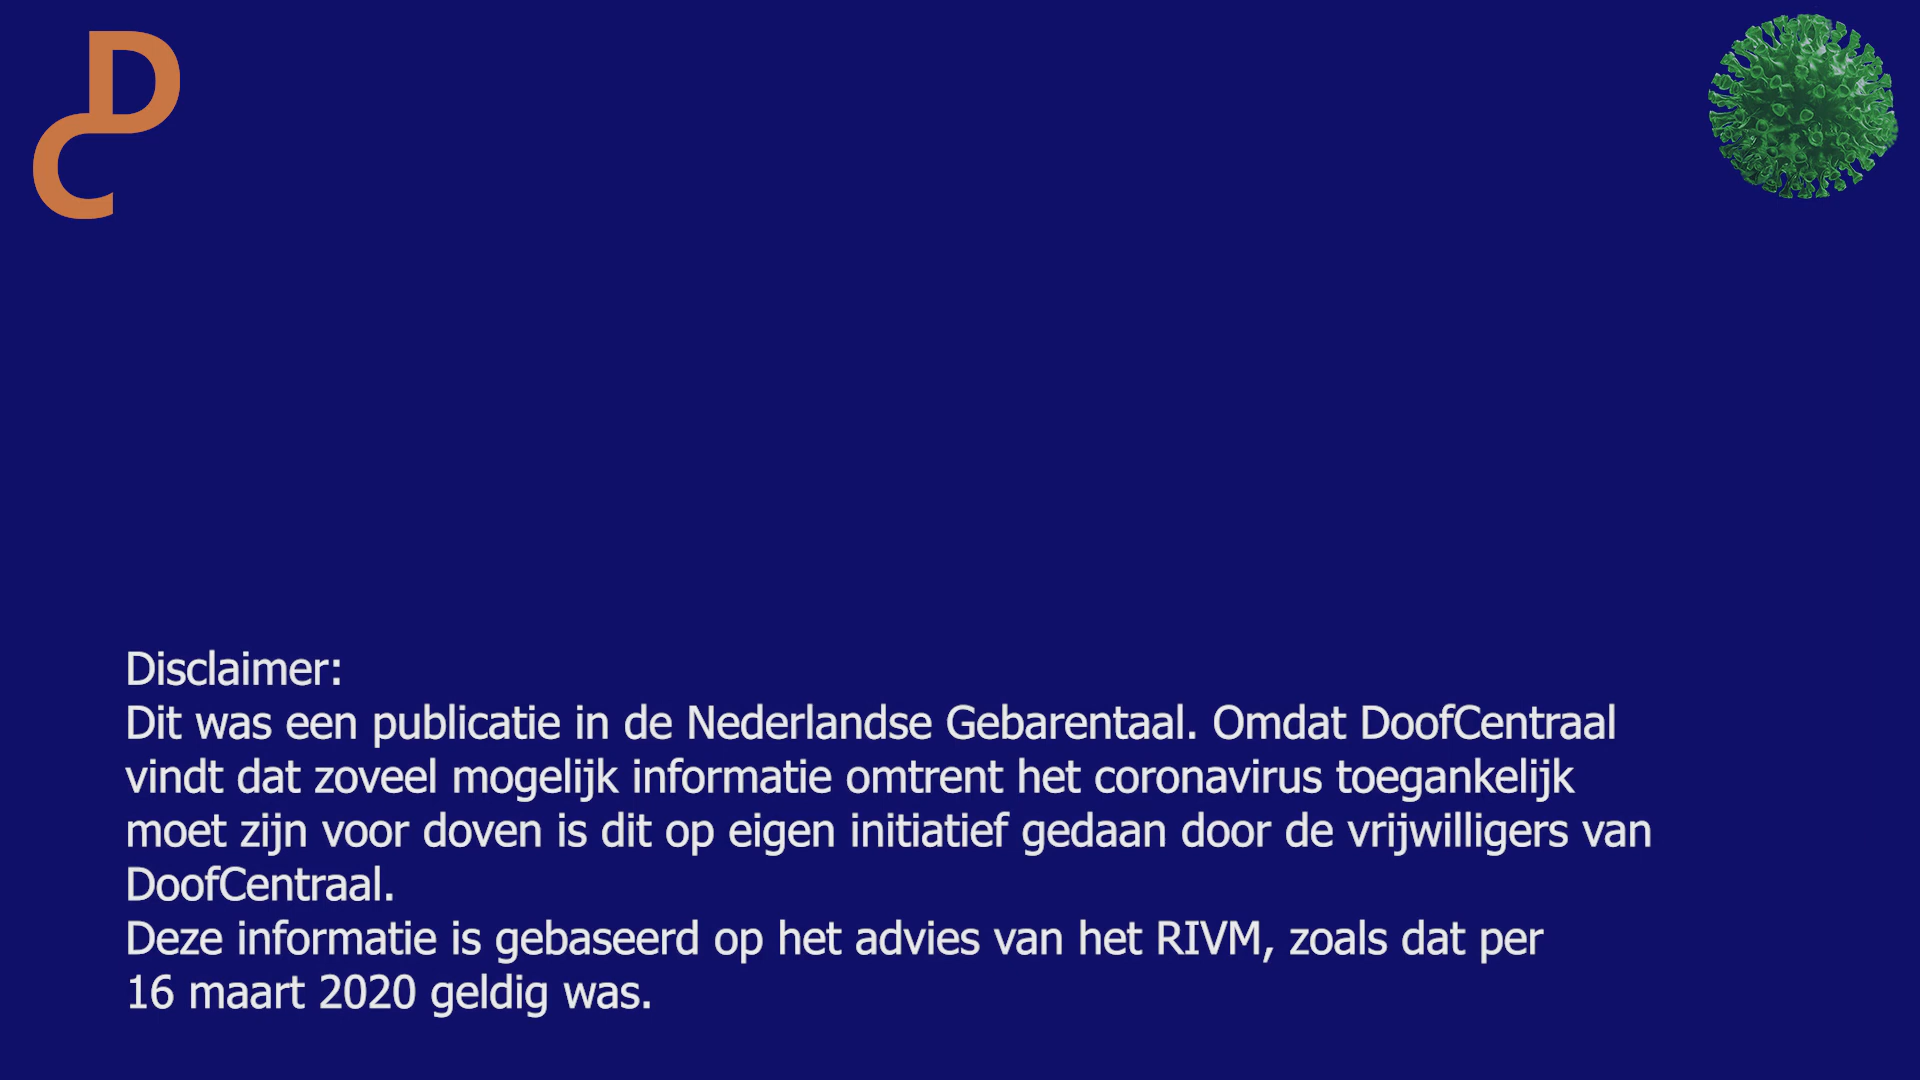 DC
Disclaimer:
Dit was een publicatie in de Nederlandse Gebarentaal. Omdat DoofCentraal
vindt dat zoveel mogelijk informatie omtrent het coronavirus toegankelijk
moet zijn voor doven is dit op eigen initiatief gedaan door de vrijwilligers van
DoofCentraal.
Deze informatie is gebaseerd op het advies van het RIVM, zoals dat per
16 maart 2020 geldig was.